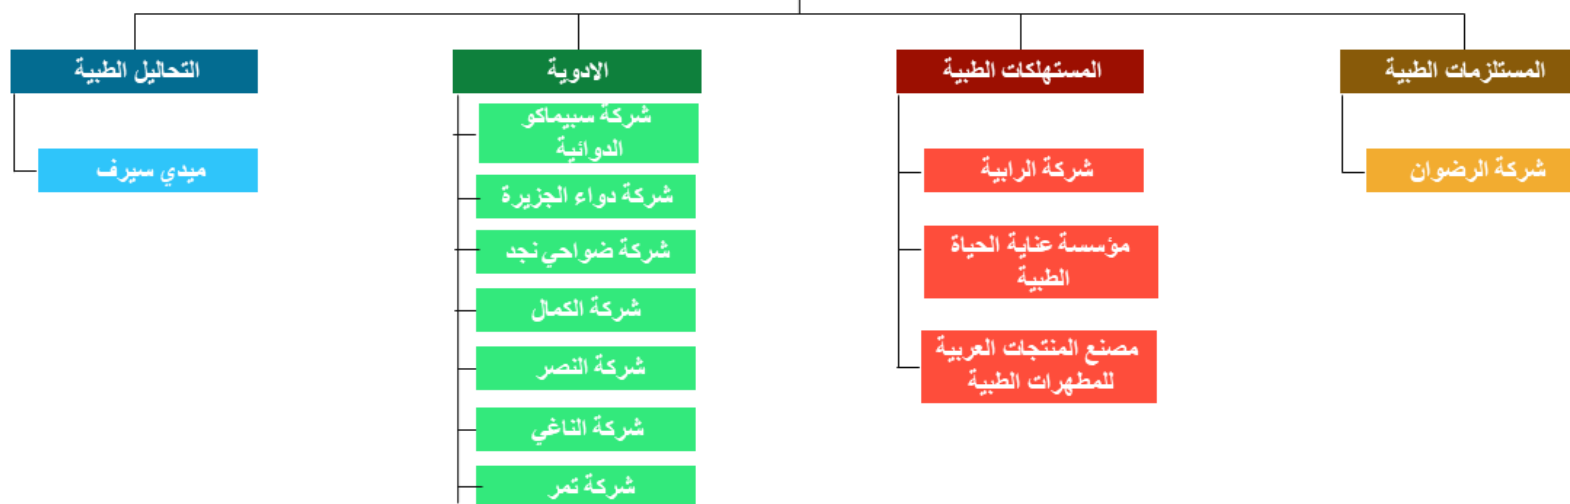 المستلزمات الطبية
شركة الرضوان
المستهلكات الطبية
شركة الرابية
مؤسسة عناية الحياة
الطبية
مصنع المنتجات العربية
للمطهرات الطبية
الادوية
شركة سبيماكو
الدوائية
شركة دواء الجزيرة
شركة ضواحي نجد
شركة الكمال
شركة النصر
شركة الناغي
شركة تمر
التحاليل الطبية
ميدي سيرف